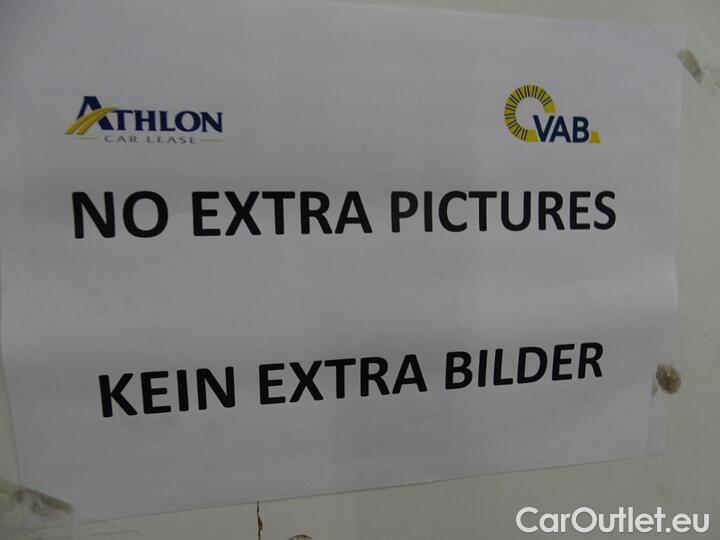 ATHLON
CAR LEASE
VAB
NO EXTRA PICTURES
KEIN EXTRA BILDER
CarOutlet.eu